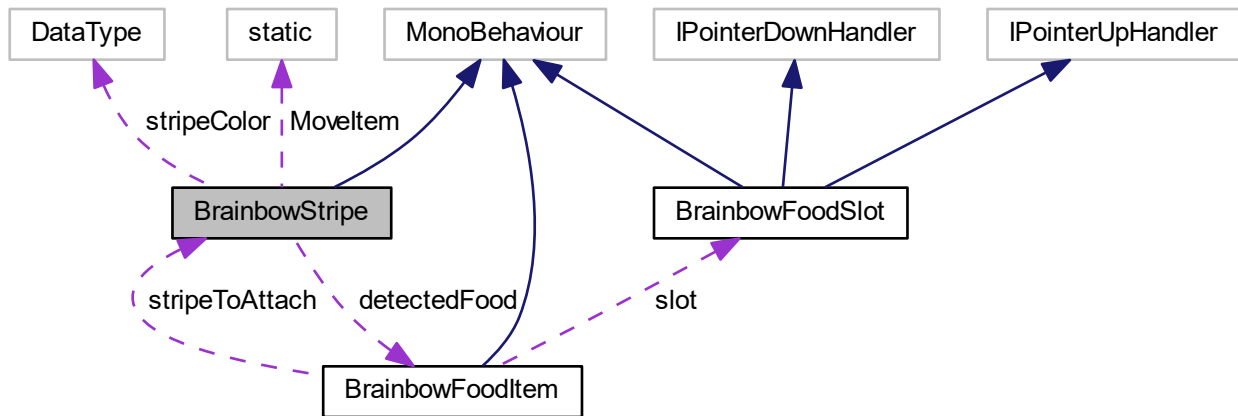 DataType
static
MonoBehaviour
IPointerDownHandler
IPointerUpHandler
stripeColor
MoveItem
BrainbowStripe
BrainbowFoodSlot
stripeToAttach
detectedFood
slot
BrainbowFoodItem